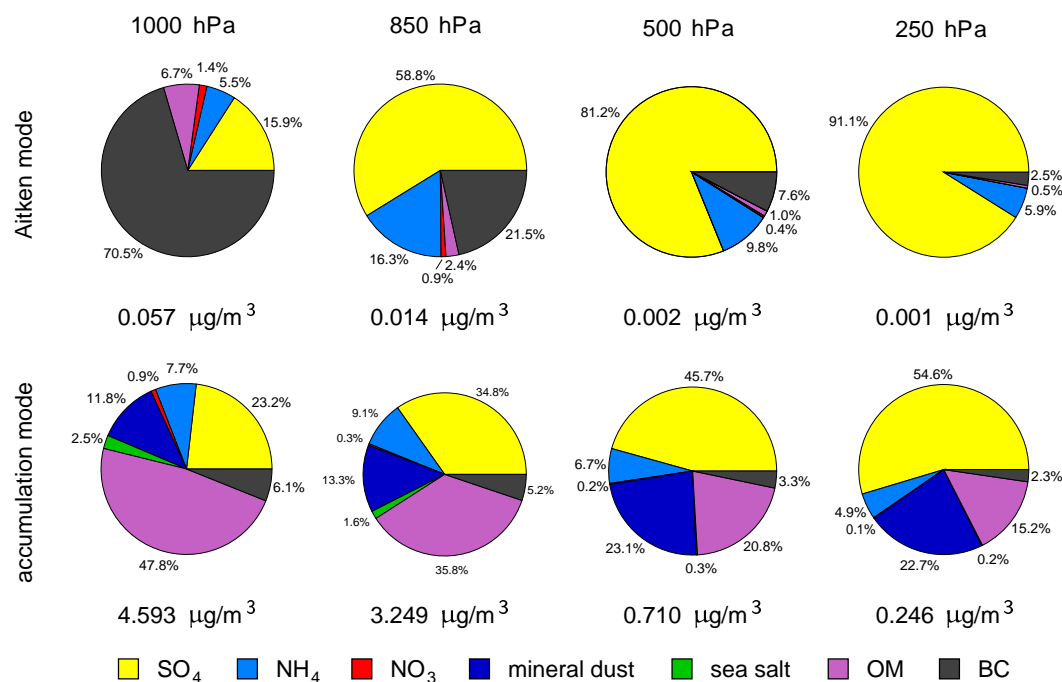 1000 hPa 850 hPa 500 hPa 250 hPa
Aitken mode
6.7% 1.4% 5.5% 15.9% 70.5%
58.8% 16.3% 0.9% 2.4% 21.5%
81.2% 7.6% 1.0% 0.4% 9.8%
91.1% 2.5% 0.5% 5.9%
0.057 µg/m³ 0.014 µg/m³ 0.002 µg/m³ 0.001 µg/m³
accumulation mode
0.9% 7.7% 11.8% 23.2% 2.5% 6.1% 47.8%
34.8% 9.1% 0.3% 13.3% 1.6% 5.2% 35.8%
45.7% 6.7% 0.2% 3.3% 23.1% 20.8% 0.3%
54.6% 4.9% 0.1% 2.3% 15.2% 22.7% 0.2%
4.593 µg/m³ 3.249 µg/m³ 0.710 µg/m³ 0.246 µg/m³
SO₄ NH₄ NO₃ mineral dust sea salt OM BC